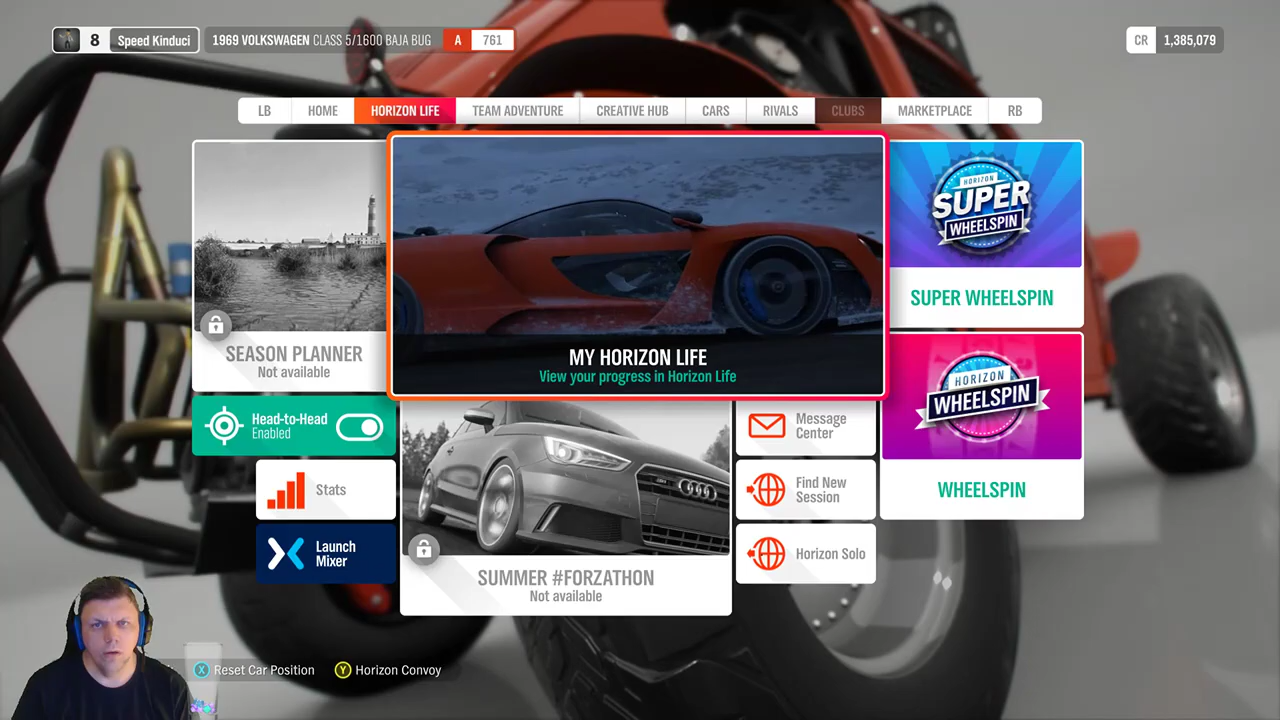 8 Speed Kinduci
1969 VOLKSWAGEN CLASS 5/1600 BAJA BUG A 761
CR 1,385,079
LB HOME HORIZON LIFE TEAM ADVENTURE CREATIVE HUB CARS RIVALS CLUBS MARKETPLACE RB
SEASON PLANNER
Not available
MY HORIZON LIFE
View your progress in Horizon Life
HORIZON
SUPER
WHEELSPIN
SUPER WHEELSPIN
HORIZON
WHEELSPIN
WHEELSPIN
Head-to-Head
Enabled
Stats
Launch
Mixer
SUMMER #FORZATHON
Not available
Message
Center
Find New
Session
Horizon Solo
X Reset Car Position
Y Horizon Convoy